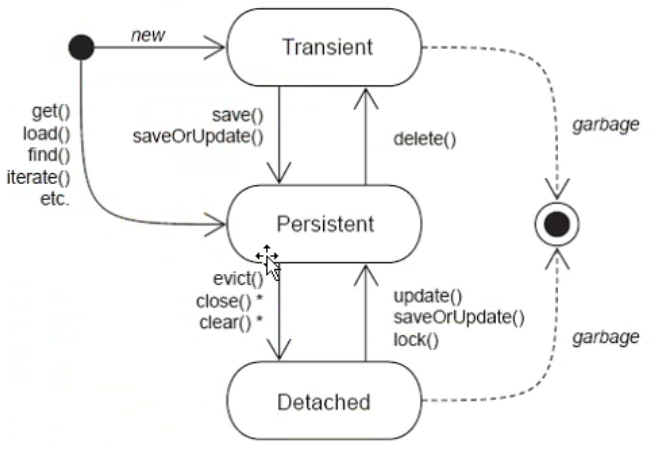 new
Transient
get()
load()
find()
iterate()
etc.
save()
saveOrUpdate()
delete()
garbage
Persistent
evict()
close() *
clear() *
update()
saveOrUpdate()
lock()
garbage
Detached